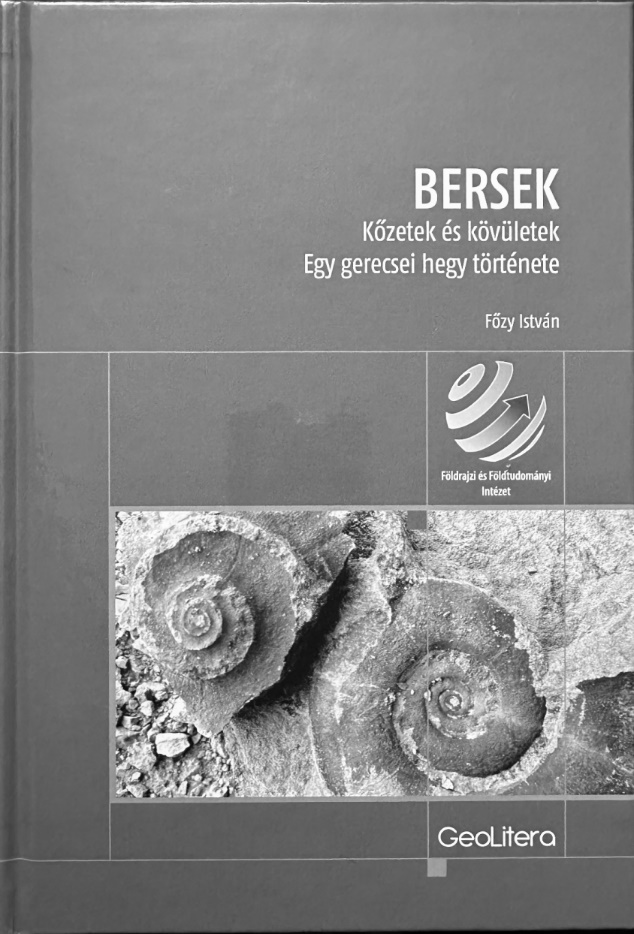 BERSEK
Kőzetek és kövületek
Egy gerecsei hegy története
Főzy István
Földrajzi és Földtudományi
Intézet
GeoLitera